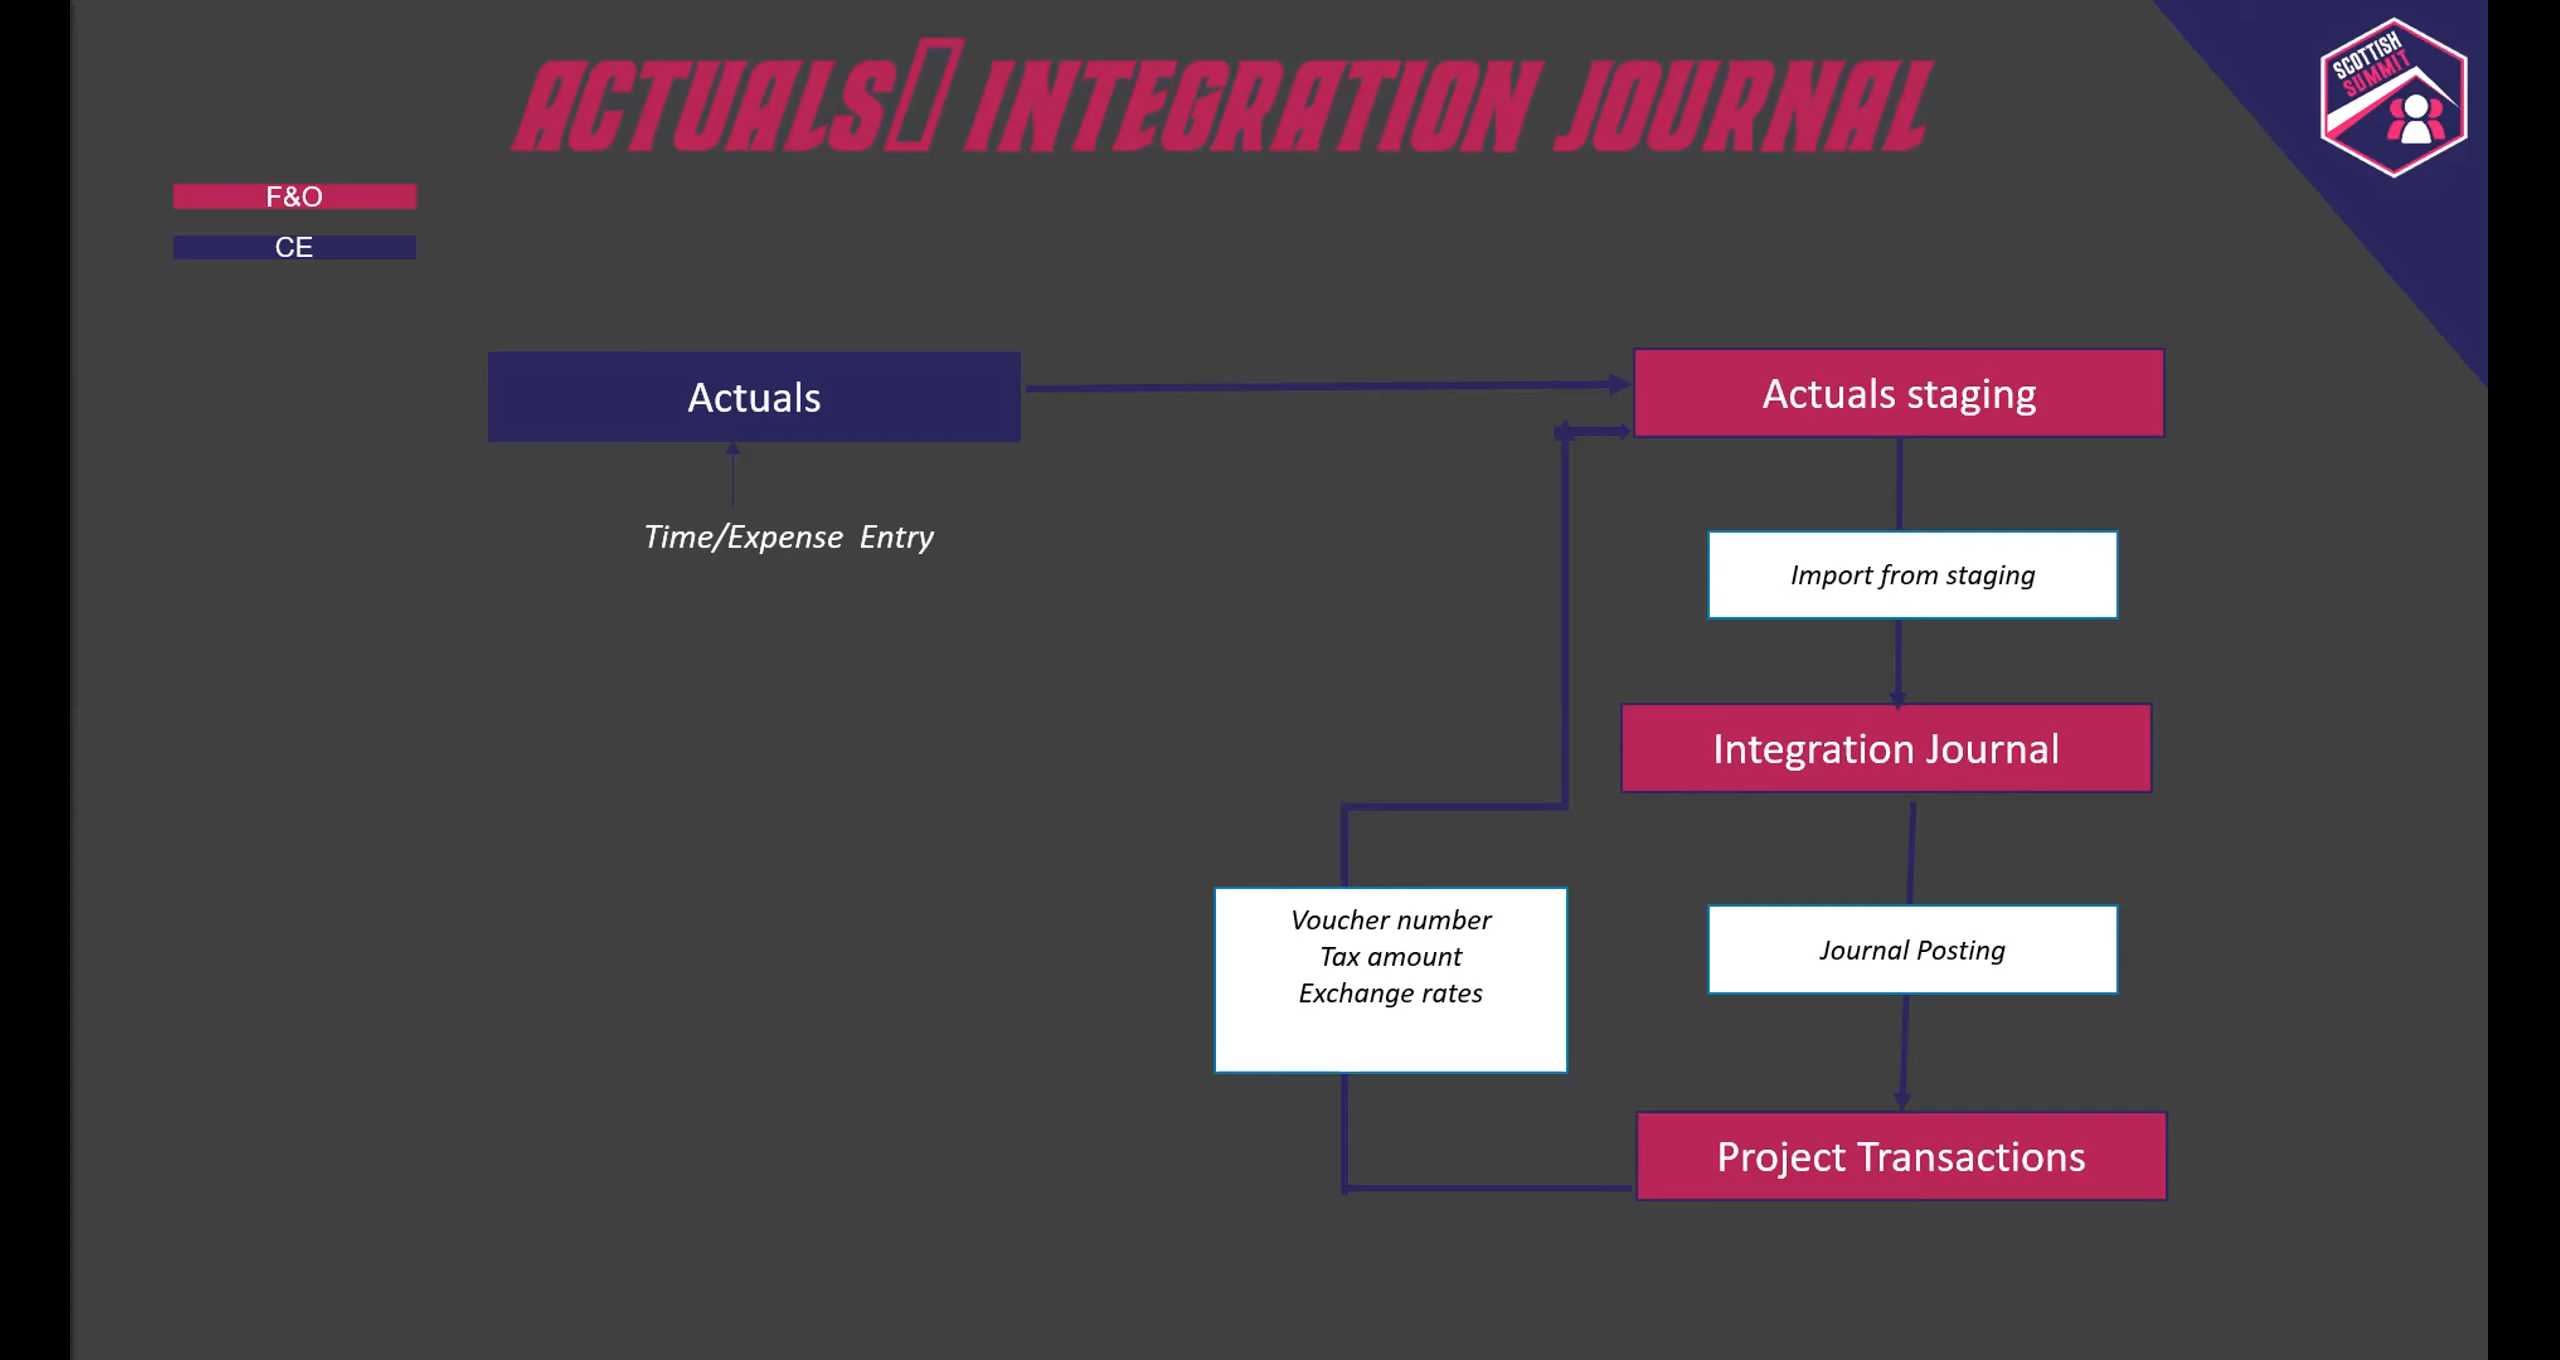 ACTUALS▯ INTEGRATION JOURNAL
SCOTTISH
SUMMIT
F&O
CE
Actuals
Actuals staging
Time/Expense Entry
Import from staging
Integration Journal
Voucher number
Tax amount
Exchange rates
Journal Posting
Project Transactions